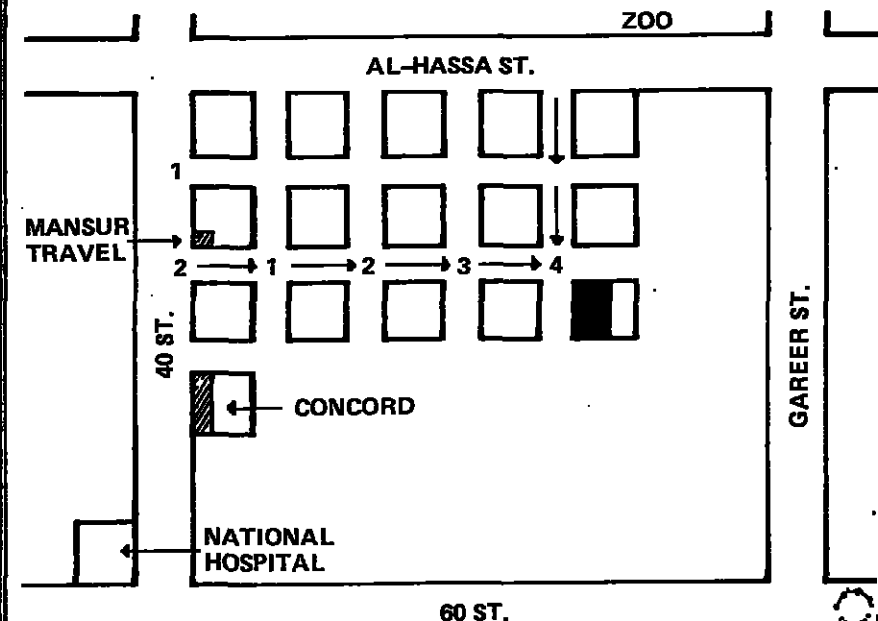 ZOO
AL-HASSA ST.
1
MANSUR
TRAVEL
2 1 2 3 4
40 ST.
GAREER ST.
CONCORD
NATIONAL
HOSPITAL
60 ST.